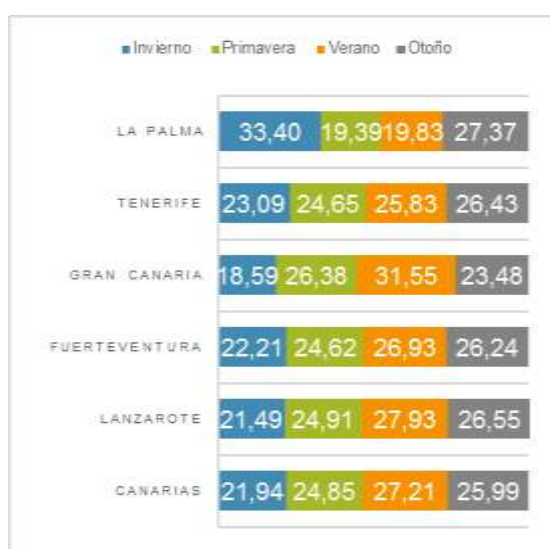 Invierno Primavera Verano Otoño
LA PALMA 33,40 19,39 19,83 27,37
TENERIFE 23,09 24,65 25,83 26,43
GRAN CANARIA 18,59 26,38 31,55 23,48
FUERTEVENTURA 22,21 24,62 26,93 26,24
LANZAROTE 21,49 24,91 27,93 26,55
CANARIAS 21,94 24,85 27,21 25,99